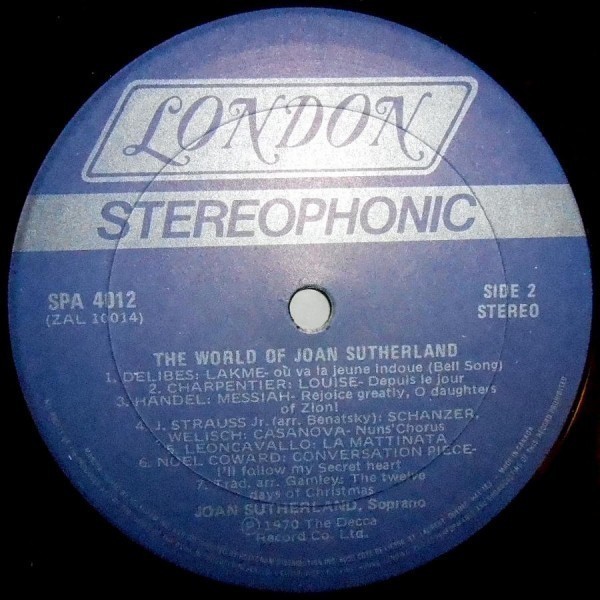 LONDON
STEREOPHONIC
SPA 4012
(ZAL 10014)
SIDE 2
STEREO
THE WORLD OF JOAN SUTHERLAND
1. DELIBES: LAKME- où va la jeune Indoue (Bell Song)
2. CHARPENTIER: LOUISE- Depuis le jour
3. HANDEL: MESSIAH- Rejoice greatly, O daughters
of Zion!
4. J. STRAUSS Jr. (arr. Benatsky): SCHANZER,
WELISCH: CASANOVA- Nuns' Chorus
5. LEONCAVALLO: LA MATTINATA
6. NOEL COWARD: CONVERSATION PIECE-
I'll follow my Secret heart
7. Trad. arr. Gamley: The twelve
days of Christmas
JOAN SUTHERLAND, Soprano
Ⓟ 1970 The Decca
Record Co. Ltd.